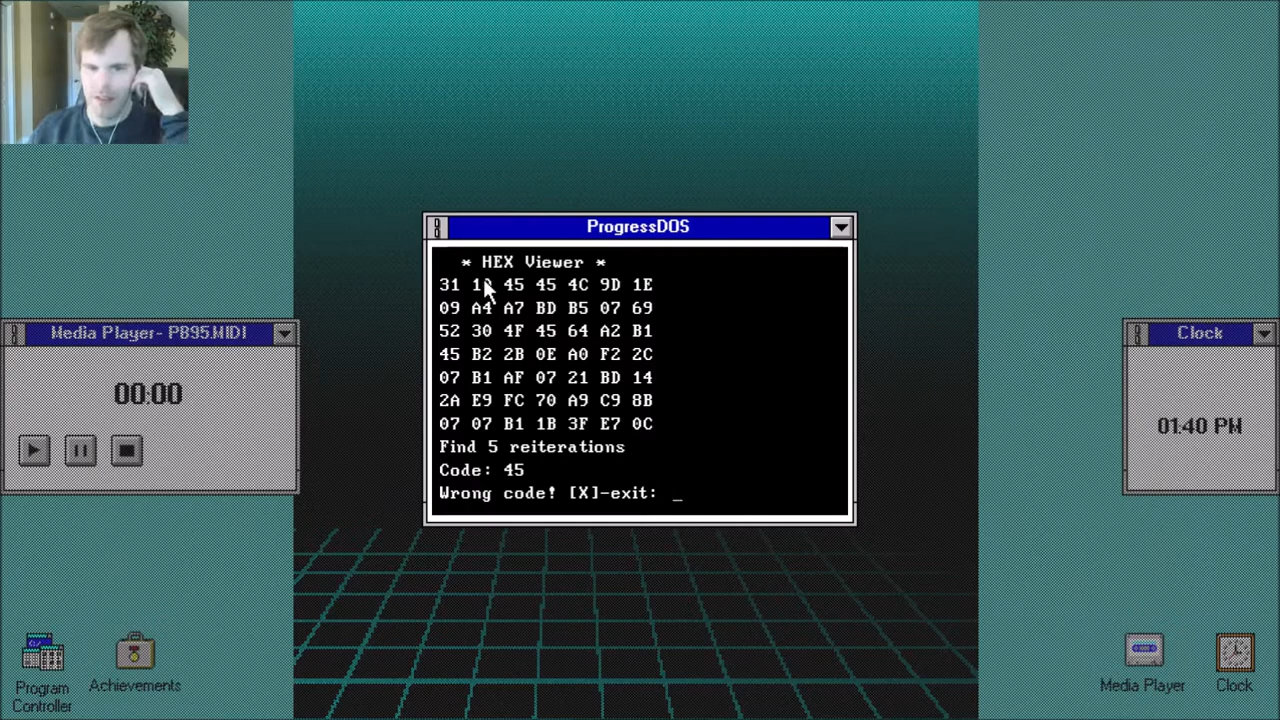 ProgressDOS
* HEX Viewer *
31 45 45 4C 9D 1E
09 A4 A7 BD B5 07 69
52 30 4F 45 64 A2 B1
45 B2 2B 0E A0 F2 2C
07 B1 AF 07 21 BD 14
2A E9 FC 70 A9 C9 8B
07 07 B1 1B 3F E7 0C
Find 5 reiterations
Code: 45
Wrong code! [X]-exit: _
Media Player- PB95.MIDI
00:00
Clock
01:40 PM
Program
Controller
Achievements
Media Player
Clock